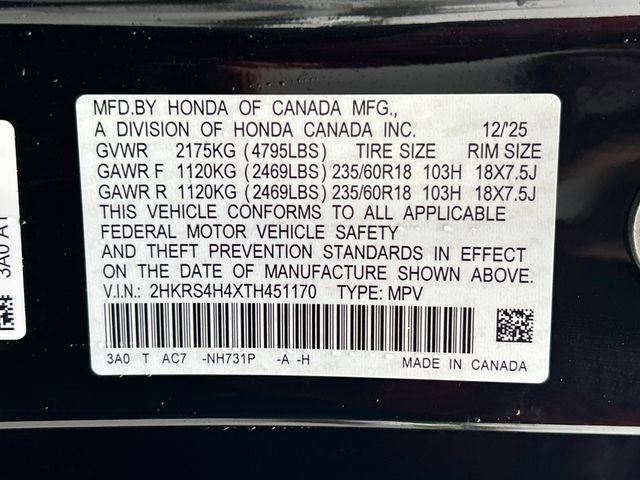 MFD.BY HONDA OF CANADA MFG.,
A DIVISION OF HONDA CANADA INC. 12/'25
GVWR 2175KG (4795LBS) TIRE SIZE RIM SIZE
GAWR F 1120KG (2469LBS) 235/60R18 103H 18X7.5J
GAWR R 1120KG (2469LBS) 235/60R18 103H 18X7.5J
THIS VEHICLE CONFORMS TO ALL APPLICABLE
FEDERAL MOTOR VEHICLE SAFETY
AND THEFT PREVENTION STANDARDS IN EFFECT
ON THE DATE OF MANUFACTURE SHOWN ABOVE.
V.I.N.: 2HKRS4H4XTH451170 TYPE: MPV
3A0 T AC7 -NH731P -A -H MADE IN CANADA
3A0 A1